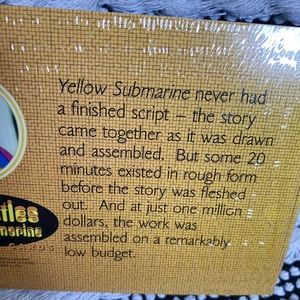 Yellow Submarine never had
a finished script – the story
came together as it was drawn
and assembled. But some 20
minutes existed in rough form
before the story was fleshed
out. And at just one million
dollars, the work was
assembled on a remarkably
low budget.
tles
marine